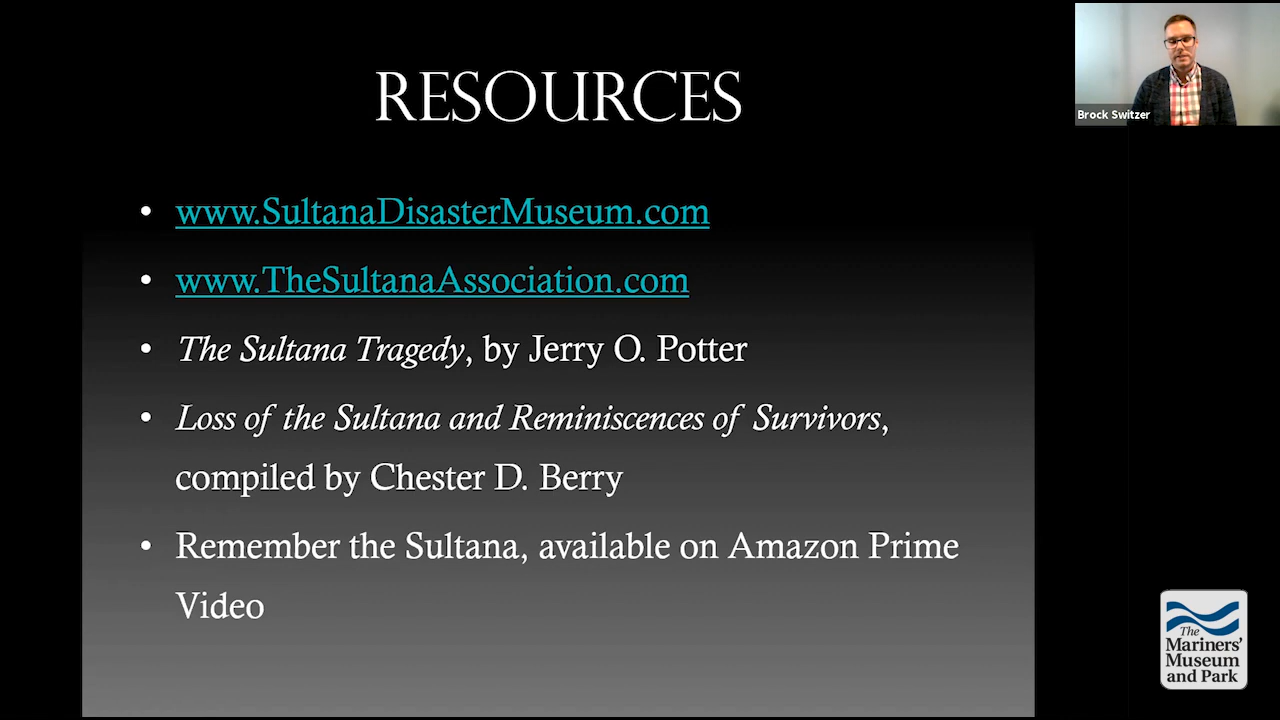 RESOURCES
Brock Switzer
• www.SultanaDisasterMuseum.com
• www.TheSultanaAssociation.com
• The Sultana Tragedy, by Jerry O. Potter
• Loss of the Sultana and Reminiscences of Survivors,
compiled by Chester D. Berry
• Remember the Sultana, available on Amazon Prime
Video
The
Mariners'
Museum
and Park